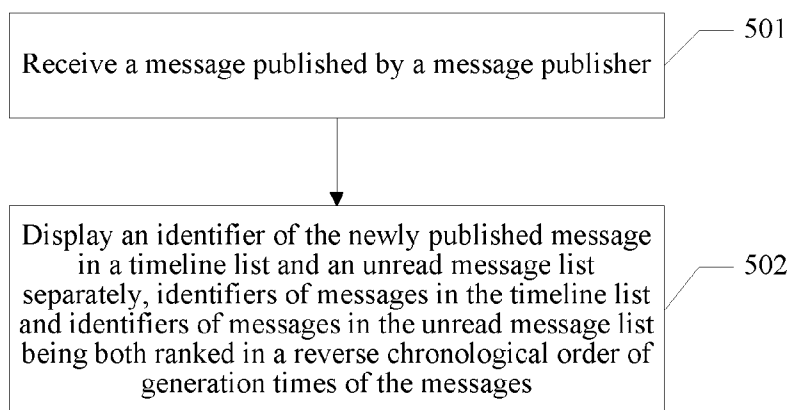 Receive a message published by a message publisher
501
Display an identifier of the newly published message
in a timeline list and an unread message list
separately, identifiers of messages in the timeline list
and identifiers of messages in the unread message list
being both ranked in a reverse chronological order of
generation times of the messages
502